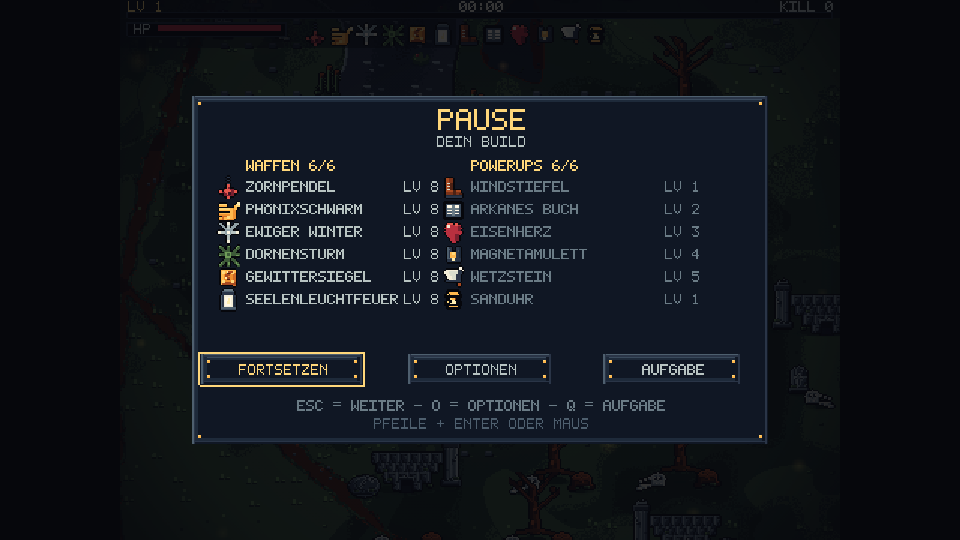 LV 1 00:00 KILL 0
HP
PAUSE
DEIN BUILD
WAFFEN 6/6 POWERUPS 6/6
ZORNPENDEL LV 8 WINDSTIEFEL LV 1
PHÖNIXSCHWARM LV 8 ARKANES BUCH LV 2
EWIGER WINTER LV 8 EISENHERZ LV 3
DORNENSTURM LV 8 MAGNETAMULETT LV 4
GEWITTERSIEGEL LV 8 WETZSTEIN LV 5
SEELENLEUCHTFEUER LV 8 SANDUHR LV 1
FORTSETZEN OPTIONEN AUFGABE
ESC = WEITER - O = OPTIONEN - Q = AUFGABE
PFEILE + ENTER ODER MAUS